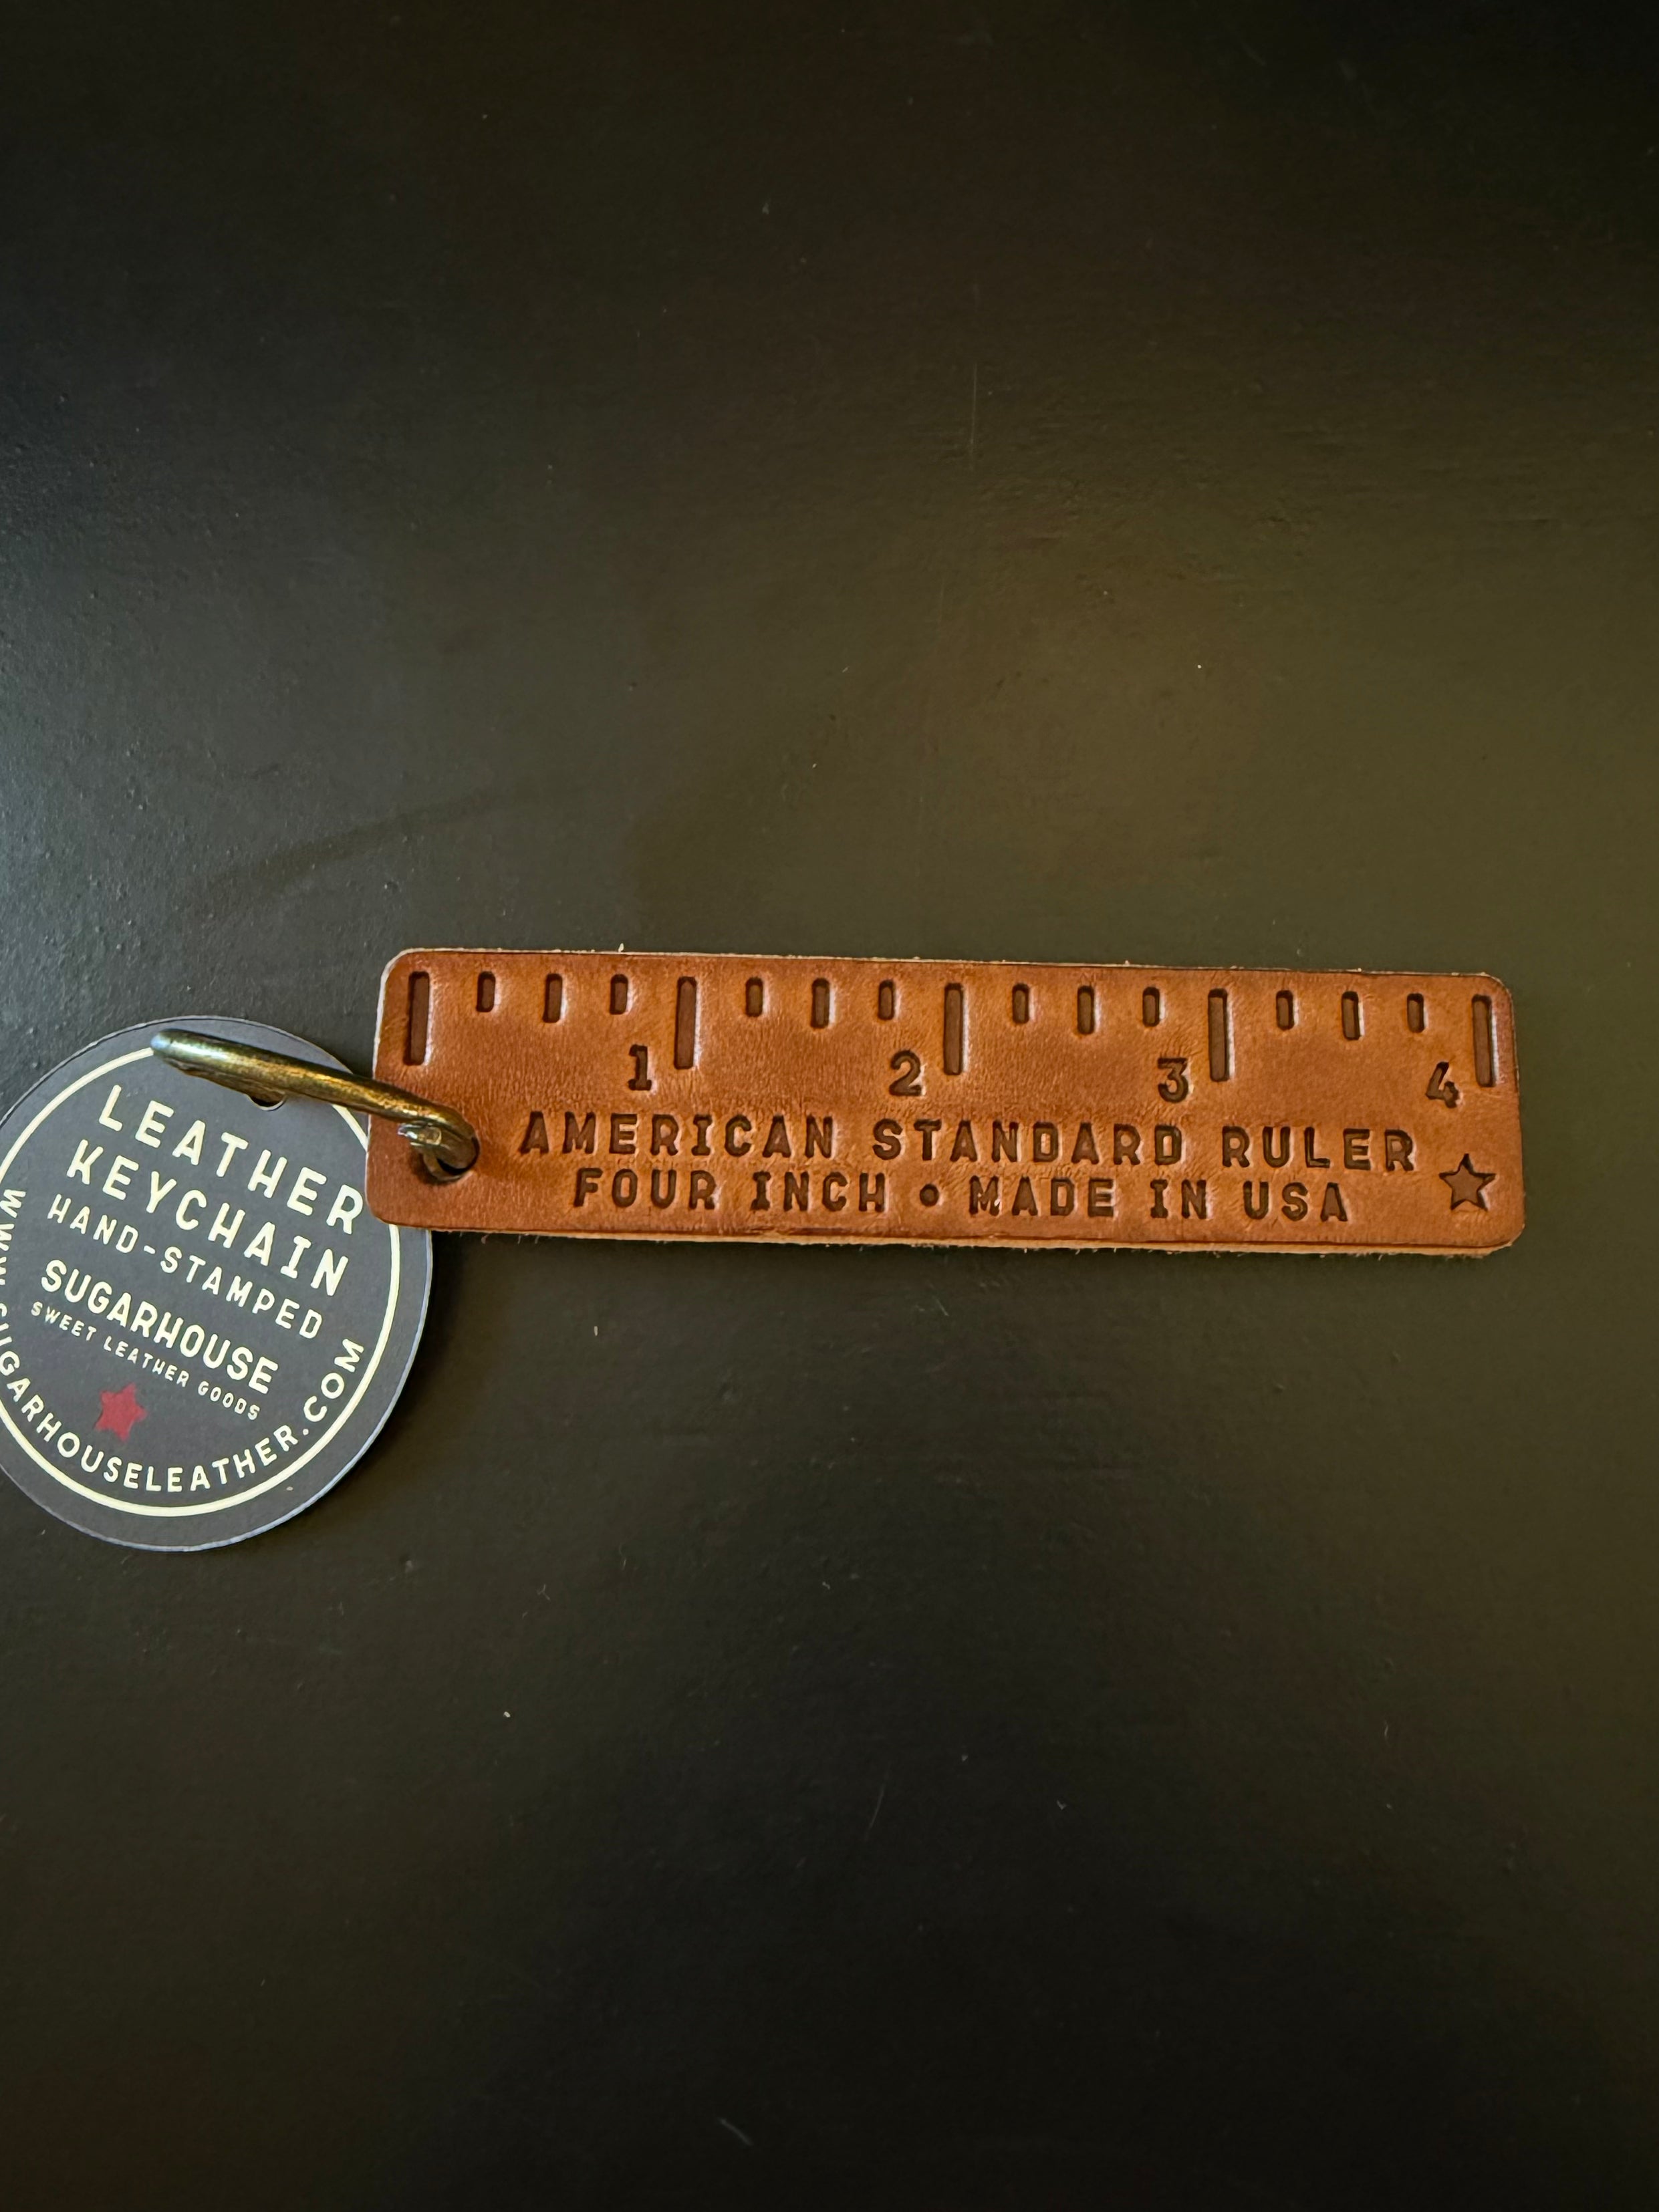 1 2 3 4
AMERICAN STANDARD RULER
FOUR INCH • MADE IN USA
LEATHER
KEYCHAIN
HAND-STAMPED
SUGARHOUSE
SWEET LEATHER GOODS
WWW.SUGARHOUSELEATHER.COM